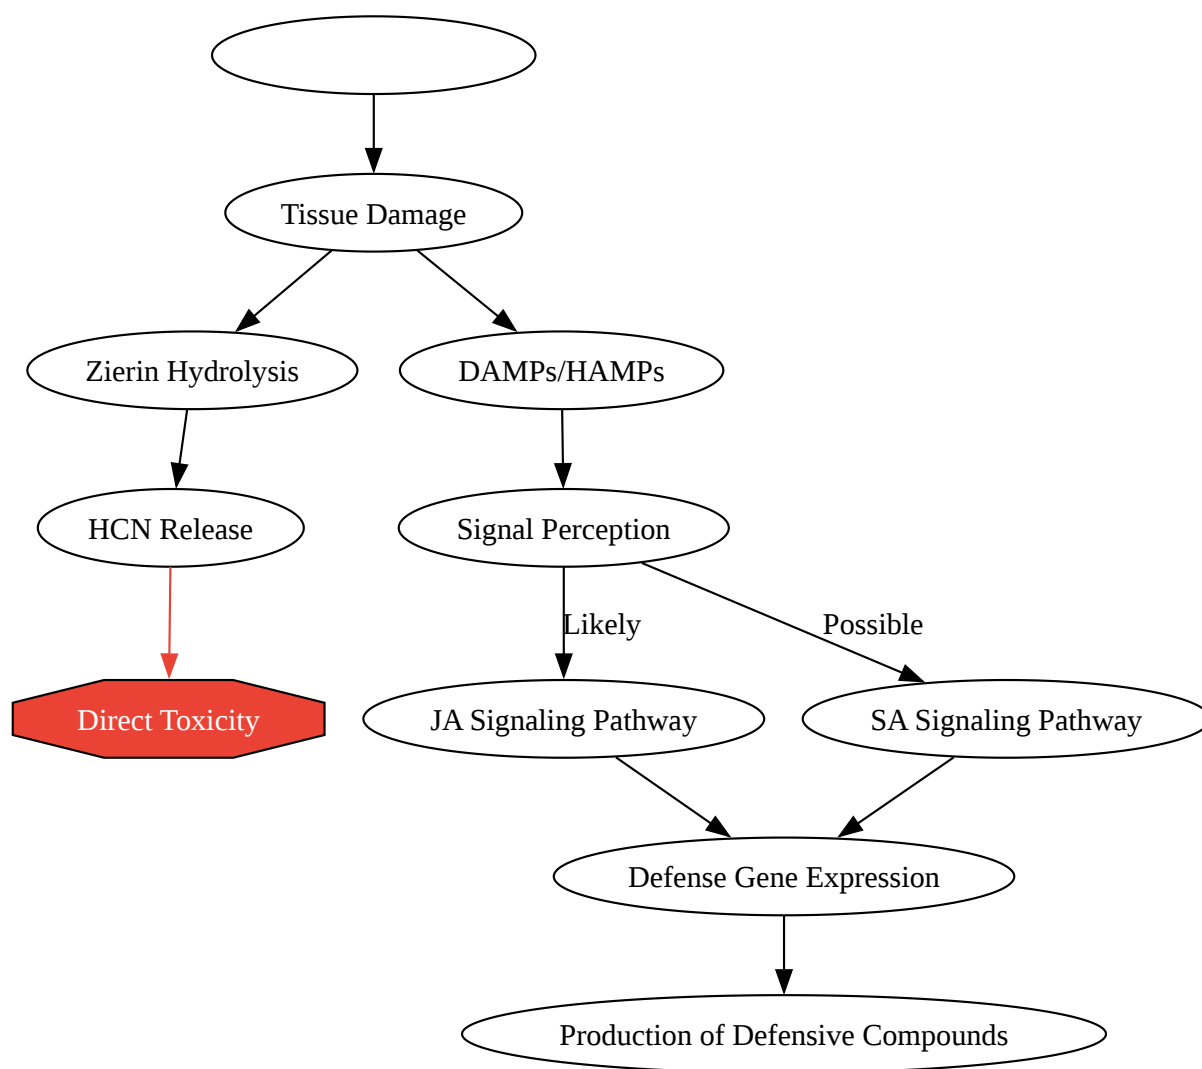 Tissue Damage
Zierin Hydrolysis
DAMPs/HAMPs
HCN Release
Signal Perception
Likely
Possible
Direct Toxicity
JA Signaling Pathway
SA Signaling Pathway
Defense Gene Expression
Production of Defensive Compounds